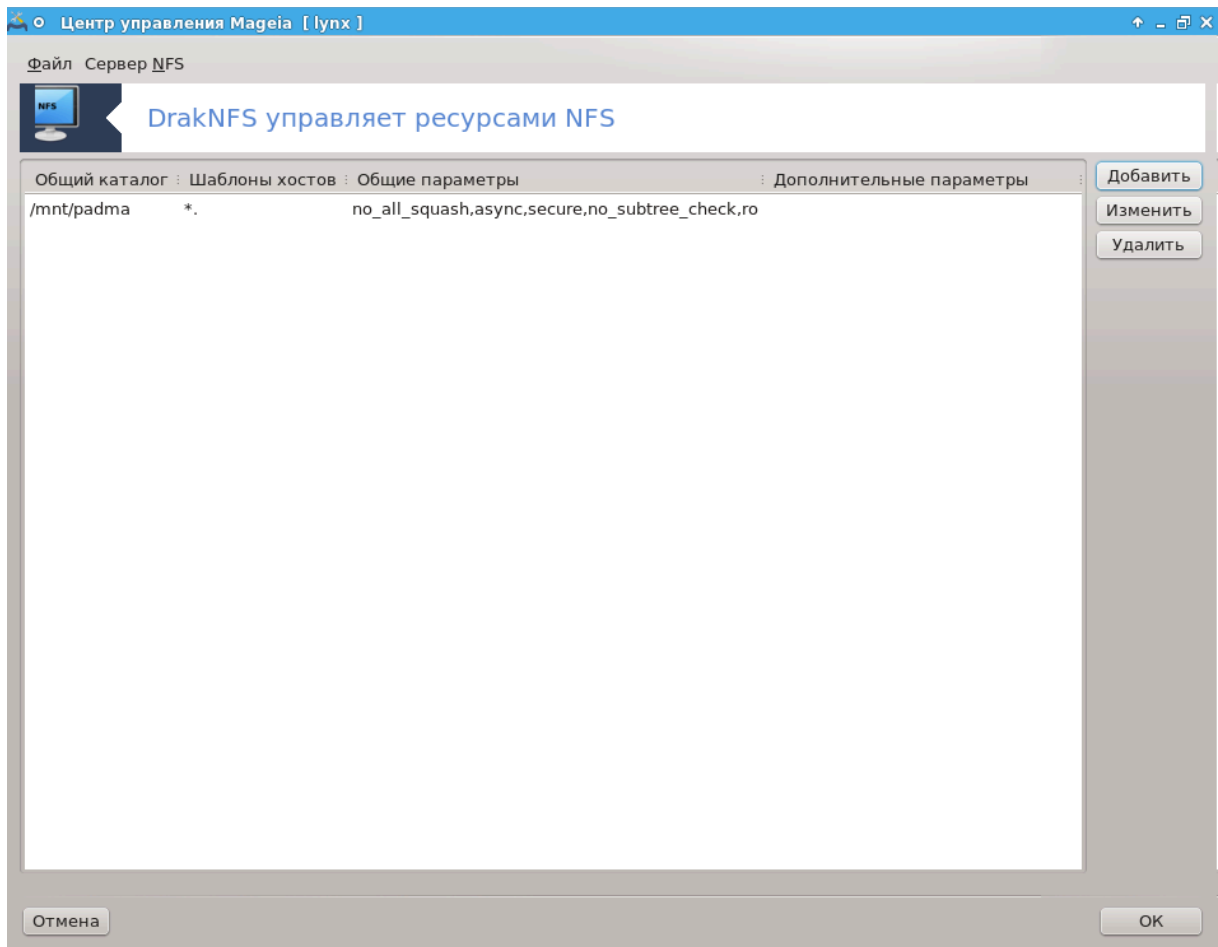 Центр управления Mageia [ lynx ]
Файл Сервер NFS
NFS
DrakNFS управляет ресурсами NFS
Общий каталог Шаблоны хостов Общие параметры Дополнительные параметры
/mnt/padma *. no_all_squash,async,secure,no_subtree_check,ro
Добавить
Изменить
Удалить
Отмена
OK